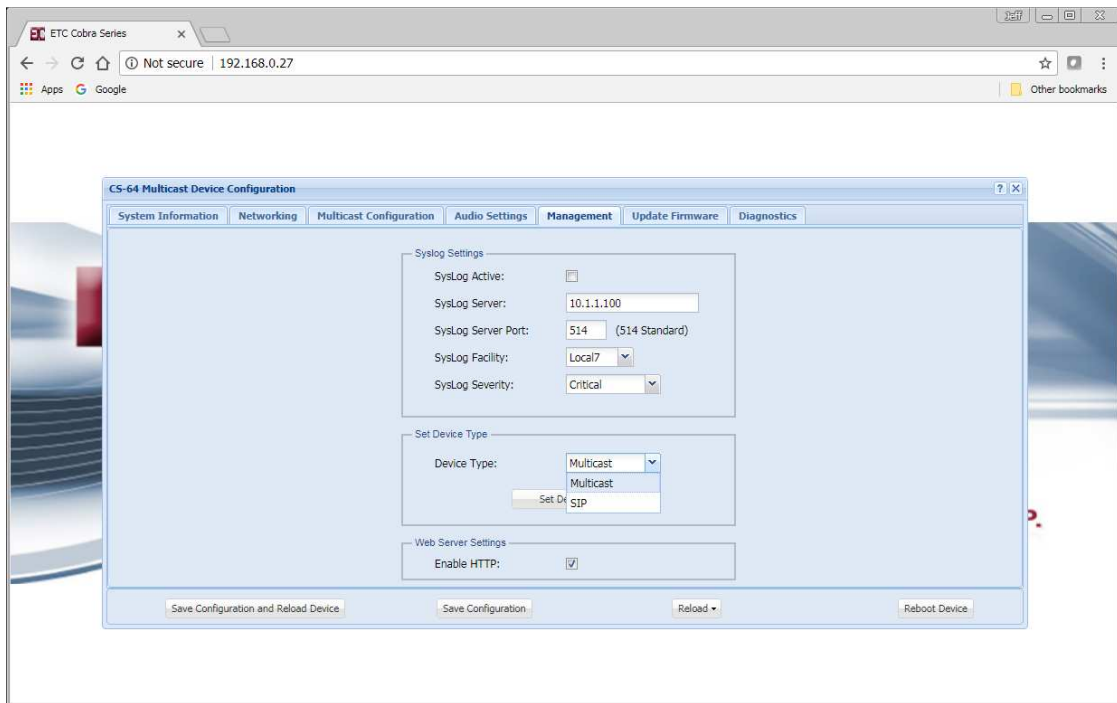 Jeff
EC ETC Cobra Series
Not secure | 192.168.0.27
Apps G Google Other bookmarks
CS-64 Multicast Device Configuration
System Information Networking Multicast Configuration Audio Settings Management Update Firmware Diagnostics
Syslog Settings
SysLog Active:
SysLog Server: 10.1.1.100
SysLog Server Port: 514 (514 Standard)
SysLog Facility: Local7
SysLog Severity: Critical
Set Device Type
Device Type: Multicast
Multicast
Set De
SIP
P.
Web Server Settings
Enable HTTP:
Save Configuration and Reload Device Save Configuration Reload Reboot Device